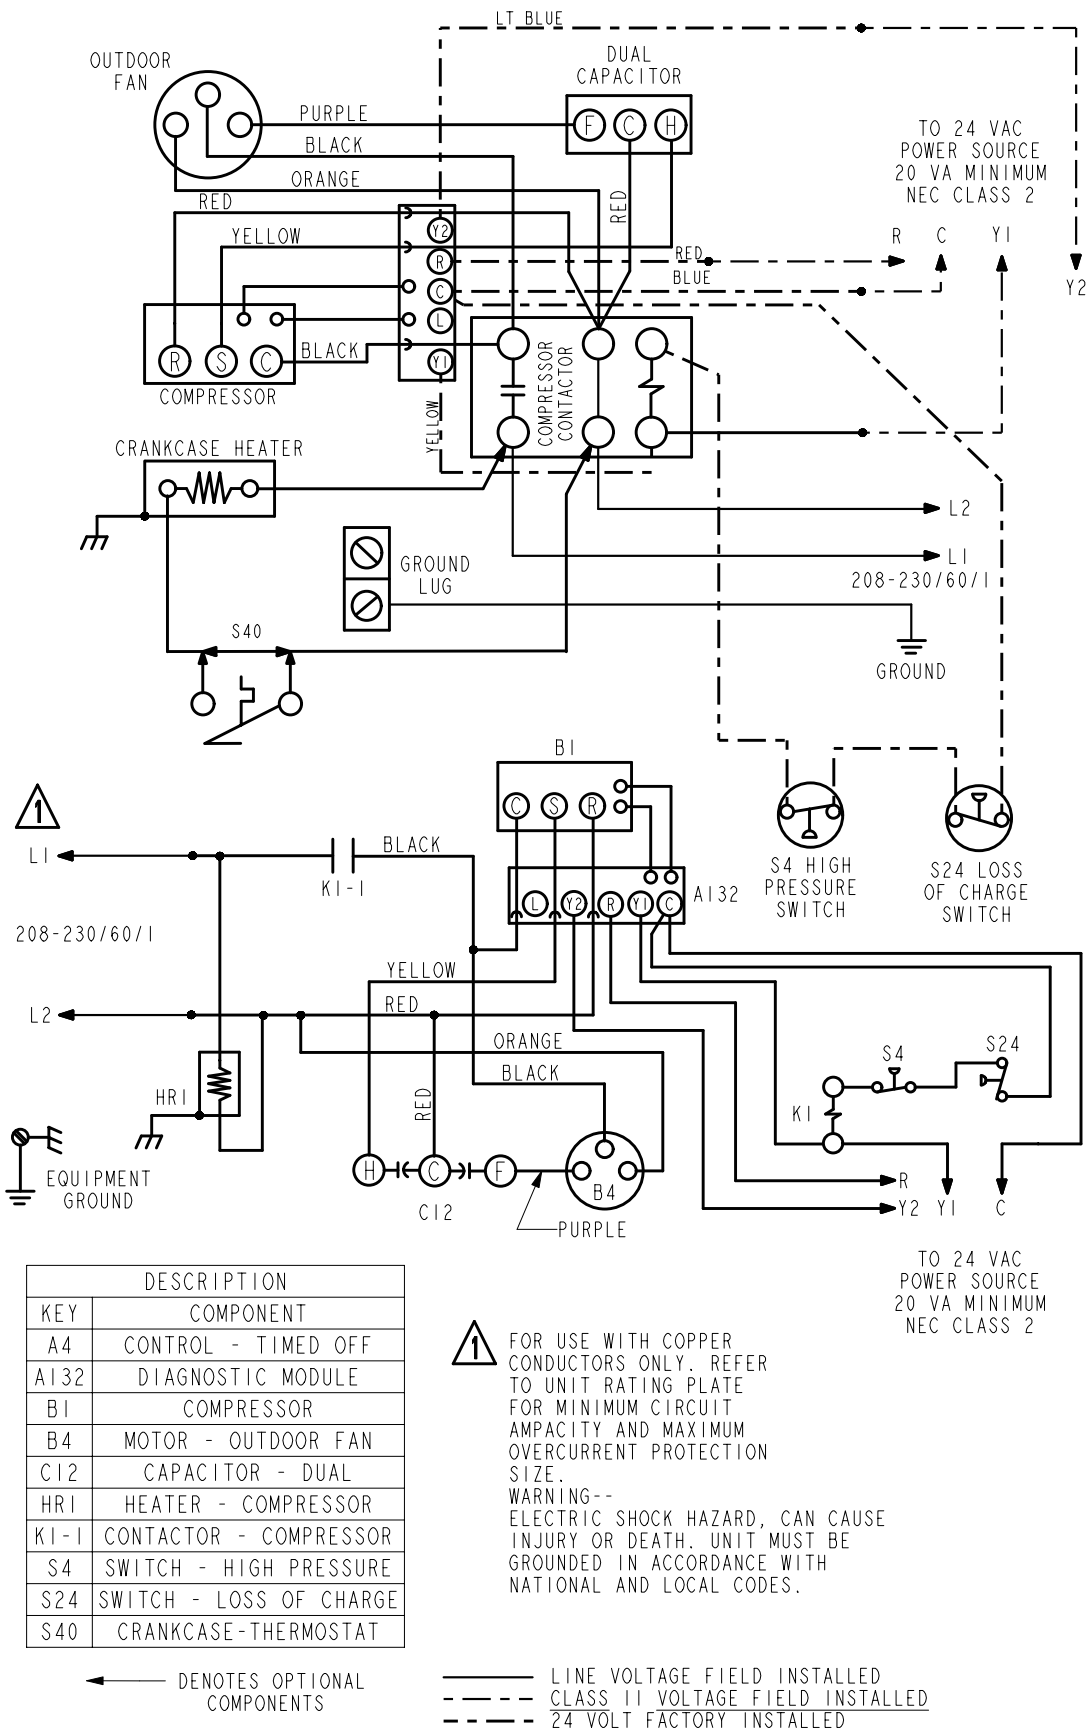 LT BLUE
OUTDOOR
FAN
DUAL
CAPACITOR
PURPLE
F C H
BLACK
TO 24 VAC
POWER SOURCE
20 VA MINIMUM
NEC CLASS 2
ORANGE
RED
RED
YELLOW
Y2
R
C
L
Y1
RED
BLUE
R C Y1
Y2
R S C
BLACK
COMPRESSOR
COMPRESSOR
CONTACTOR
YELLOW
CRANKCASE HEATER
L2
L1
208-230/60/1
GROUND
LUG
GROUND
S40
B1
C S R
1
L1
K1-1
BLACK
L Y2 R Y1 C
A132
S4 HIGH
PRESSURE
SWITCH
S24 LOSS
OF CHARGE
SWITCH
208-230/60/1
YELLOW
L2
RED
ORANGE
BLACK
RED
HR1
S4
S24
K1
EQUIPMENT
GROUND
H C F
C12
B4
PURPLE
R
Y2 Y1 C
TO 24 VAC
POWER SOURCE
20 VA MINIMUM
NEC CLASS 2
DESCRIPTION
KEY COMPONENT
A4 CONTROL - TIMED OFF
A132 DIAGNOSTIC MODULE
B1 COMPRESSOR
B4 MOTOR - OUTDOOR FAN
C12 CAPACITOR - DUAL
HR1 HEATER - COMPRESSOR
K1-1 CONTACTOR - COMPRESSOR
S4 SWITCH - HIGH PRESSURE
S24 SWITCH - LOSS OF CHARGE
S40 CRANKCASE-THERMOSTAT
1
FOR USE WITH COPPER
CONDUCTORS ONLY. REFER
TO UNIT RATING PLATE
FOR MINIMUM CIRCUIT
AMPACITY AND MAXIMUM
OVERCURRENT PROTECTION
SIZE.
WARNING--
ELECTRIC SHOCK HAZARD, CAN CAUSE
INJURY OR DEATH. UNIT MUST BE
GROUNDED IN ACCORDANCE WITH
NATIONAL AND LOCAL CODES.
DENOTES OPTIONAL
COMPONENTS
LINE VOLTAGE FIELD INSTALLED
CLASS II VOLTAGE FIELD INSTALLED
24 VOLT FACTORY INSTALLED